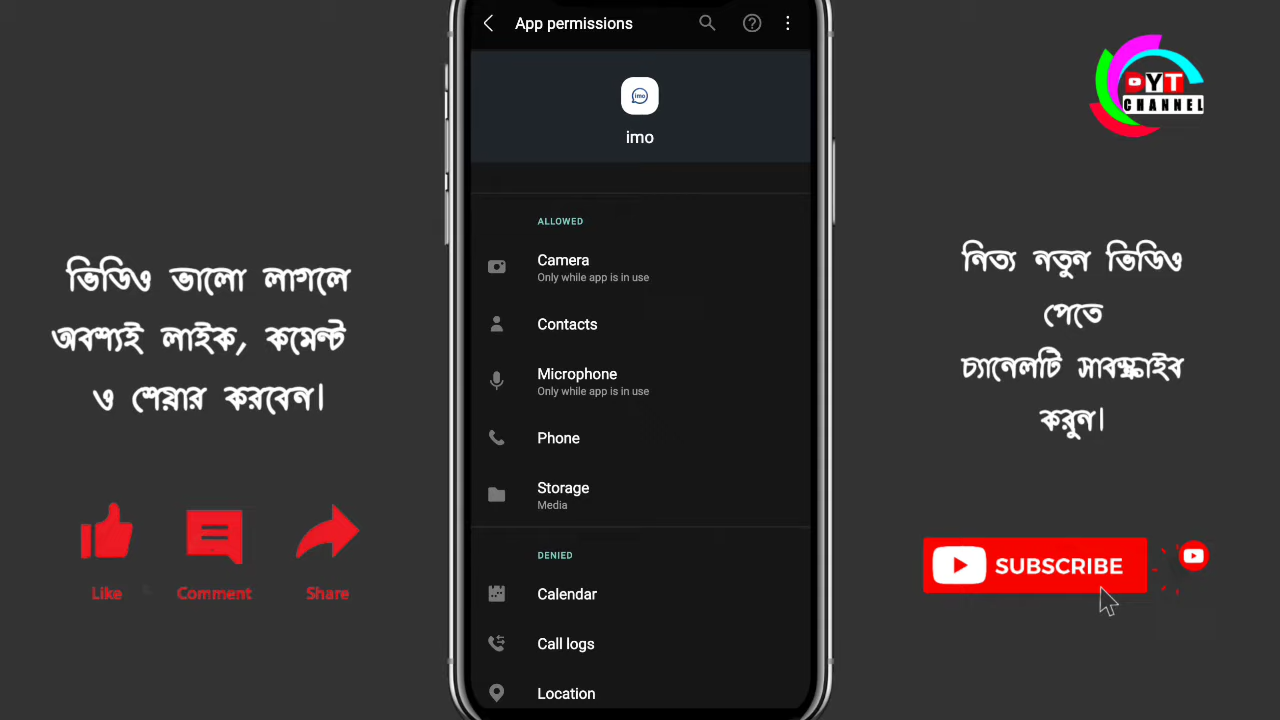 App permissions
imo
imo
ALLOWED
Camera
Only while app is in use
Contacts
Microphone
Only while app is in use
Phone
Storage
Media
DENIED
Calendar
Call logs
Location
ভিডিও ভালো লাগলে
অবশ্যই লাইক, কমেন্ট
ও শেয়ার করবেন।
Like
Comment
Share
DYT
CHANNEL
নিত্য নতুন ভিডিও
পেতে
চ্যানেলটি সাবস্ক্রাইব
করুন।
SUBSCRIBE